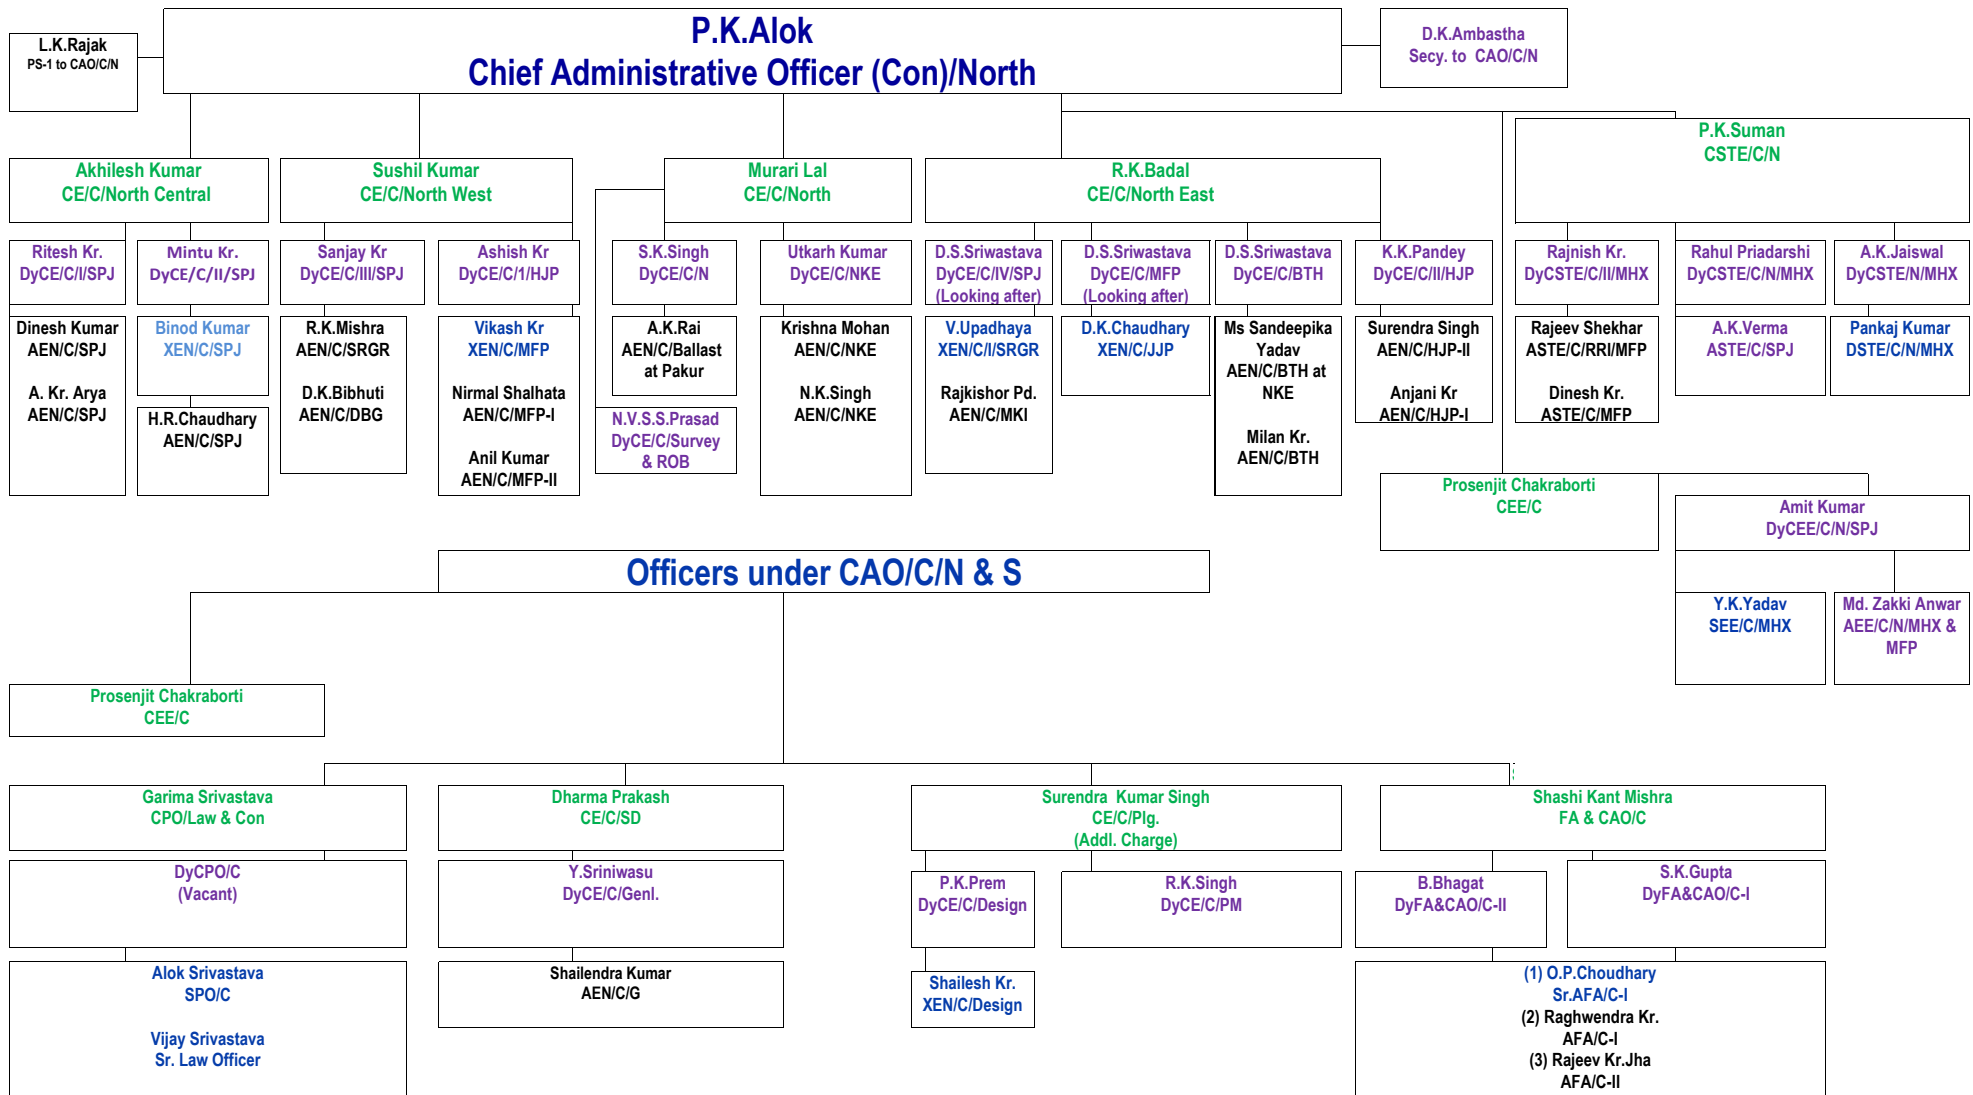 L.K.Rajak
PS-1 to CAO/C/N
P.K.Alok
Chief Administrative Officer (Con)/North
D.K.Ambastha
Secy. to CAO/C/N
Akhilesh Kumar
CE/C/North Central
Sushil Kumar
CE/C/North West
Murari Lal
CE/C/North
R.K.Badal
CE/C/North East
P.K.Suman
CSTE/C/N
Ritesh Kr.
DyCE/C/I/SPJ
Mintu Kr.
DyCE/C/II/SPJ
Sanjay Kr
DyCE/C/III/SPJ
Ashish Kr
DyCE/C/1/HJP
S.K.Singh
DyCE/C/N
Utkarh Kumar
DyCE/C/NKE
D.S.Sriwastava
DyCE/C/IV/SPJ
(Looking after)
D.S.Sriwastava
DyCE/C/MFP
(Looking after)
D.S.Sriwastava
DyCE/C/BTH
K.K.Pandey
DyCE/C/II/HJP
Rajnish Kr.
DyCSTE/C/II/MHX
Rahul Priadarshi
DyCSTE/C/N/MHX
A.K.Jaiswal
DyCSTE/N/MHX
Dinesh Kumar
AEN/C/SPJ
A. Kr. Arya
AEN/C/SPJ
Binod Kumar
XEN/C/SPJ
H.R.Chaudhary
AEN/C/SPJ
R.K.Mishra
AEN/C/SRGR
D.K.Bibhuti
AEN/C/DBG
Vikash Kr
XEN/C/MFP
Nirmal Shalhata
AEN/C/MFP-I
Anil Kumar
AEN/C/MFP-II
A.K.Rai
AEN/C/Ballast
at Pakur
N.V.S.S.Prasad
DyCE/C/Survey
& ROB
Krishna Mohan
AEN/C/NKE
N.K.Singh
AEN/C/NKE
V.Upadhaya
XEN/C/I/SRGR
Rajkishor Pd.
AEN/C/MKI
D.K.Chaudhary
XEN/C/JJP
Ms Sandeepika
Yadav
AEN/C/BTH at
NKE
Milan Kr.
AEN/C/BTH
Surendra Singh
AEN/C/HJP-II
Anjani Kr
AEN/C/HJP-I
Rajeev Shekhar
ASTE/C/RRI/MFP
Dinesh Kr.
ASTE/C/MFP
A.K.Verma
ASTE/C/SPJ
Pankaj Kumar
DSTE/C/N/MHX
Prosenjit Chakraborti
CEE/C
Amit Kumar
DyCEE/C/N/SPJ
Y.K.Yadav
SEE/C/MHX
Md. Zakki Anwar
AEE/C/N/MHX &
MFP
Officers under CAO/C/N & S
Prosenjit Chakraborti
CEE/C
Garima Srivastava
CPO/Law & Con
Dharma Prakash
CE/C/SD
Surendra Kumar Singh
CE/C/Plg.
(Addl. Charge)
Shashi Kant Mishra
FA & CAO/C
DyCPO/C
(Vacant)
Y.Sriniwasu
DyCE/C/Genl.
P.K.Prem
DyCE/C/Design
R.K.Singh
DyCE/C/PM
B.Bhagat
DyFA&CAO/C-II
S.K.Gupta
DyFA&CAO/C-I
Alok Srivastava
SPO/C
Vijay Srivastava
Sr. Law Officer
Shailendra Kumar
AEN/C/G
Shailesh Kr.
XEN/C/Design
(1) O.P.Choudhary
Sr.AFA/C-I
(2) Raghwendra Kr.
AFA/C-I
(3) Rajeev Kr.Jha
AFA/C-II